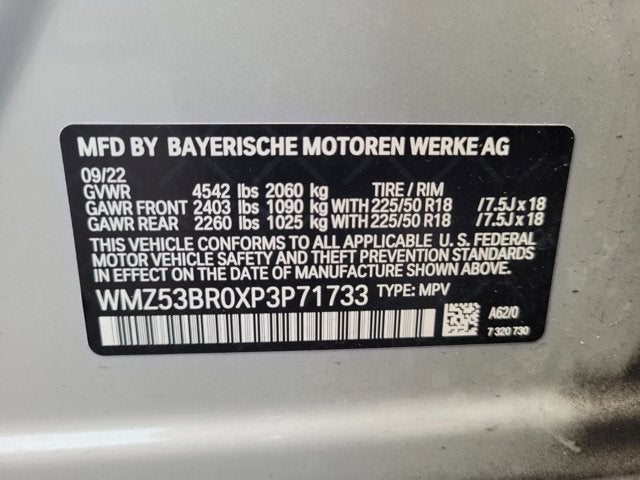 MFD BY BAYERISCHE MOTOREN WERKE AG
09/22
GVWR 4542 lbs 2060 kg TIRE / RIM
GAWR FRONT 2403 lbs 1090 kg WITH 225/50 R18 /7.5J x 18
GAWR REAR 2260 lbs 1025 kg WITH 225/50 R18 /7.5J x 18
THIS VEHICLE CONFORMS TO ALL APPLICABLE U. S. FEDERAL
MOTOR VEHICLE SAFETY AND THEFT PREVENTION STANDARDS
IN EFFECT ON THE DATE OF MANUFACTURE SHOWN ABOVE.
WMZ53BR0XP3P71733 TYPE: MPV
A62/0
7 320 730